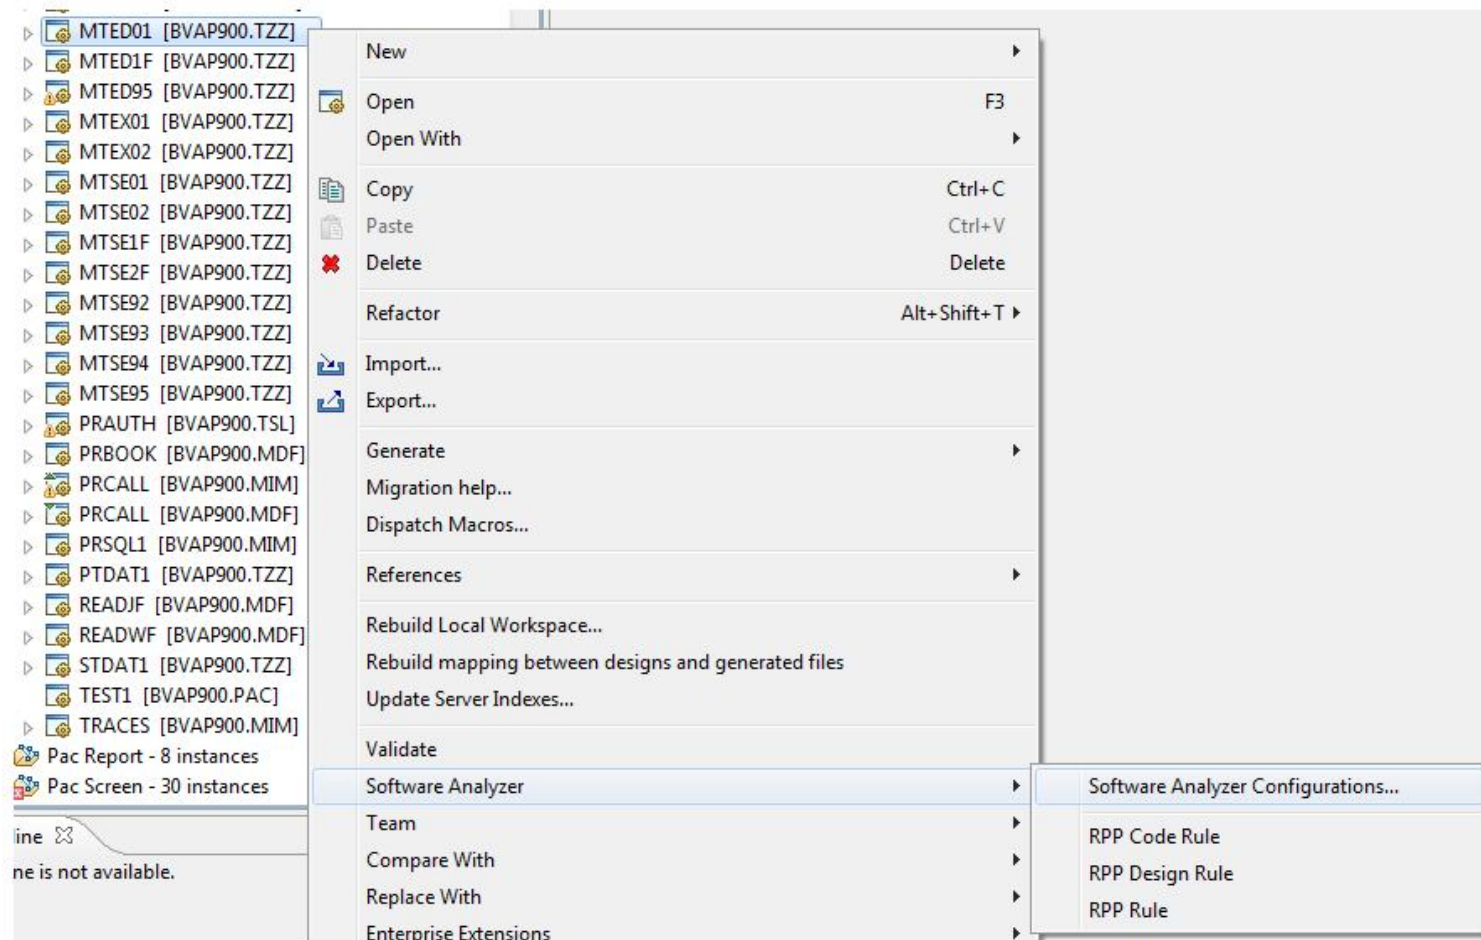 MTED01 [BVAP900.TZZ]
MTED1F [BVAP900.TZZ]
MTED95 [BVAP900.TZZ]
MTEX01 [BVAP900.TZZ]
MTEX02 [BVAP900.TZZ]
MTSE01 [BVAP900.TZZ]
MTSE02 [BVAP900.TZZ]
MTSE1F [BVAP900.TZZ]
MTSE2F [BVAP900.TZZ]
MTSE92 [BVAP900.TZZ]
MTSE93 [BVAP900.TZZ]
MTSE94 [BVAP900.TZZ]
MTSE95 [BVAP900.TZZ]
PRAUTH [BVAP900.TSL]
PRBOOK [BVAP900.MDF]
PRCALL [BVAP900.MIM]
PRCALL [BVAP900.MDF]
PRSQL1 [BVAP900.MIM]
PTDAT1 [BVAP900.TZZ]
READJF [BVAP900.MDF]
READWF [BVAP900.MDF]
STDAT1 [BVAP900.TZZ]
TEST1 [BVAP900.PAC]
TRACES [BVAP900.MIM]
Pac Report - 8 instances
Pac Screen - 30 instances
line
ne is not available.
New
Open F3
Open With
Copy Ctrl+C
Paste Ctrl+V
Delete Delete
Refactor Alt+Shift+T
Import...
Export...
Generate
Migration help...
Dispatch Macros...
References
Rebuild Local Workspace...
Rebuild mapping between designs and generated files
Update Server Indexes...
Validate
Software Analyzer
Team
Compare With
Replace With
Enterprise Extensions
Software Analyzer Configurations...
RPP Code Rule
RPP Design Rule
RPP Rule